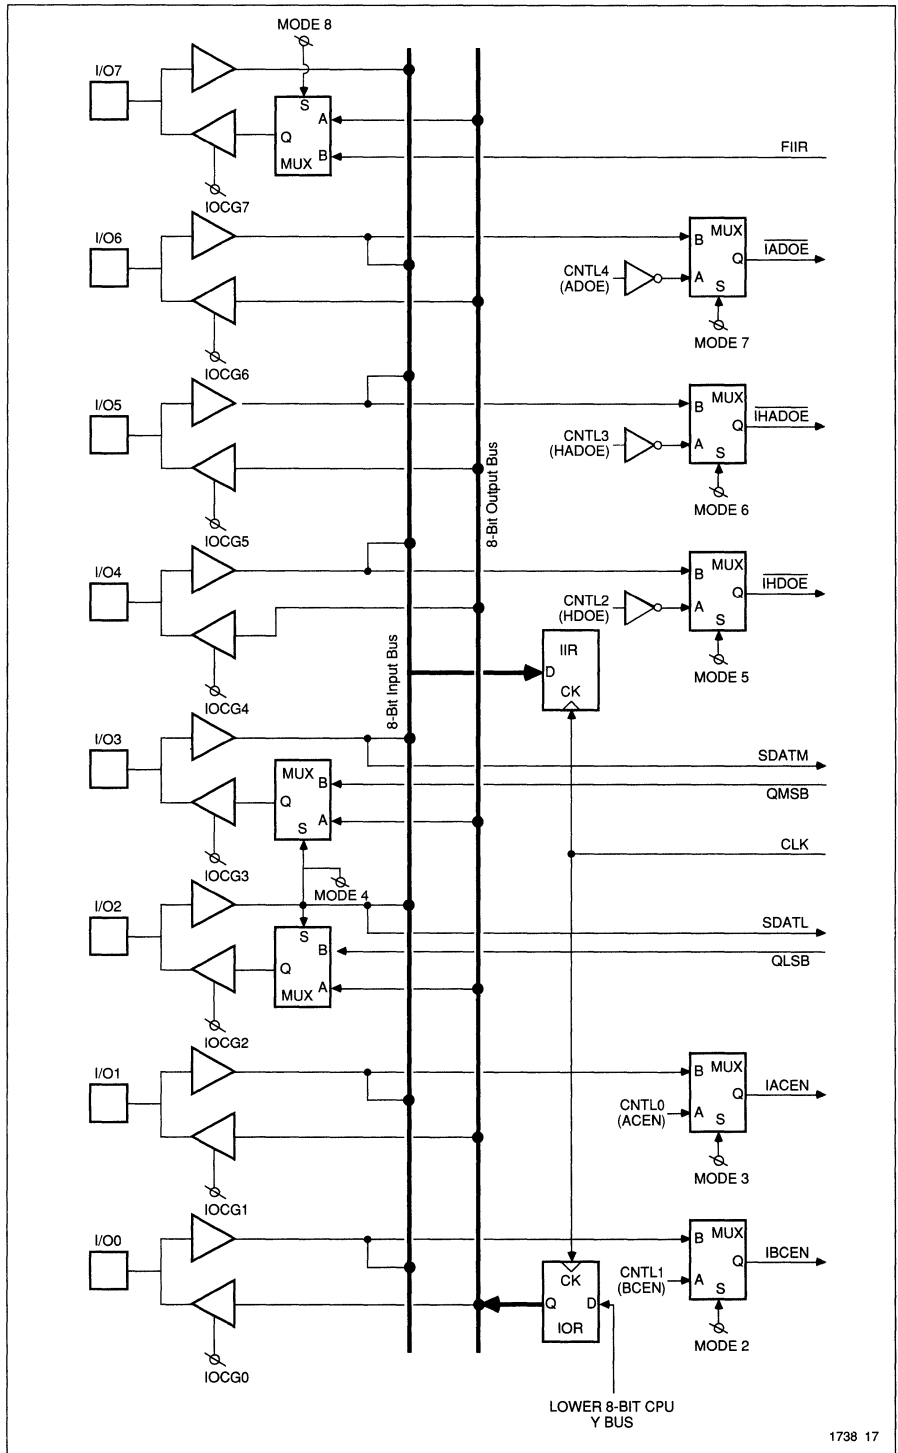 MODE 8
I/O7
S
A
Q
MUX
B
FIIR
IOCG7
I/O6
B
MUX
IADOE
Q
CNTL4
(ADOE)
A
S
MODE 7
IOCG6
I/O5
B
MUX
IHADOE
Q
CNTL3
(HADOE)
A
S
MODE 6
8-Bit Output Bus
IOCG5
I/O4
B
MUX
IHDOE
Q
CNTL2
(HDOE)
A
S
MODE 5
IIR
D
CK
8-Bit Input Bus
IOCG4
I/O3
SDATM
MUX
B
QMSB
Q
A
S
CLK
IOCG3
MODE 4
I/O2
SDATL
S
B
QLSB
Q
A
MUX
IOCG2
I/O1
B
MUX
IACEN
Q
CNTL0
(ACEN)
A
S
MODE 3
IOCG1
I/O0
B
MUX
IBCEN
Q
CNTL1
(BCEN)
A
S
MODE 2
CK
Q
D
IOR
IOCG0
LOWER 8-BIT CPU
Y BUS
1738 17